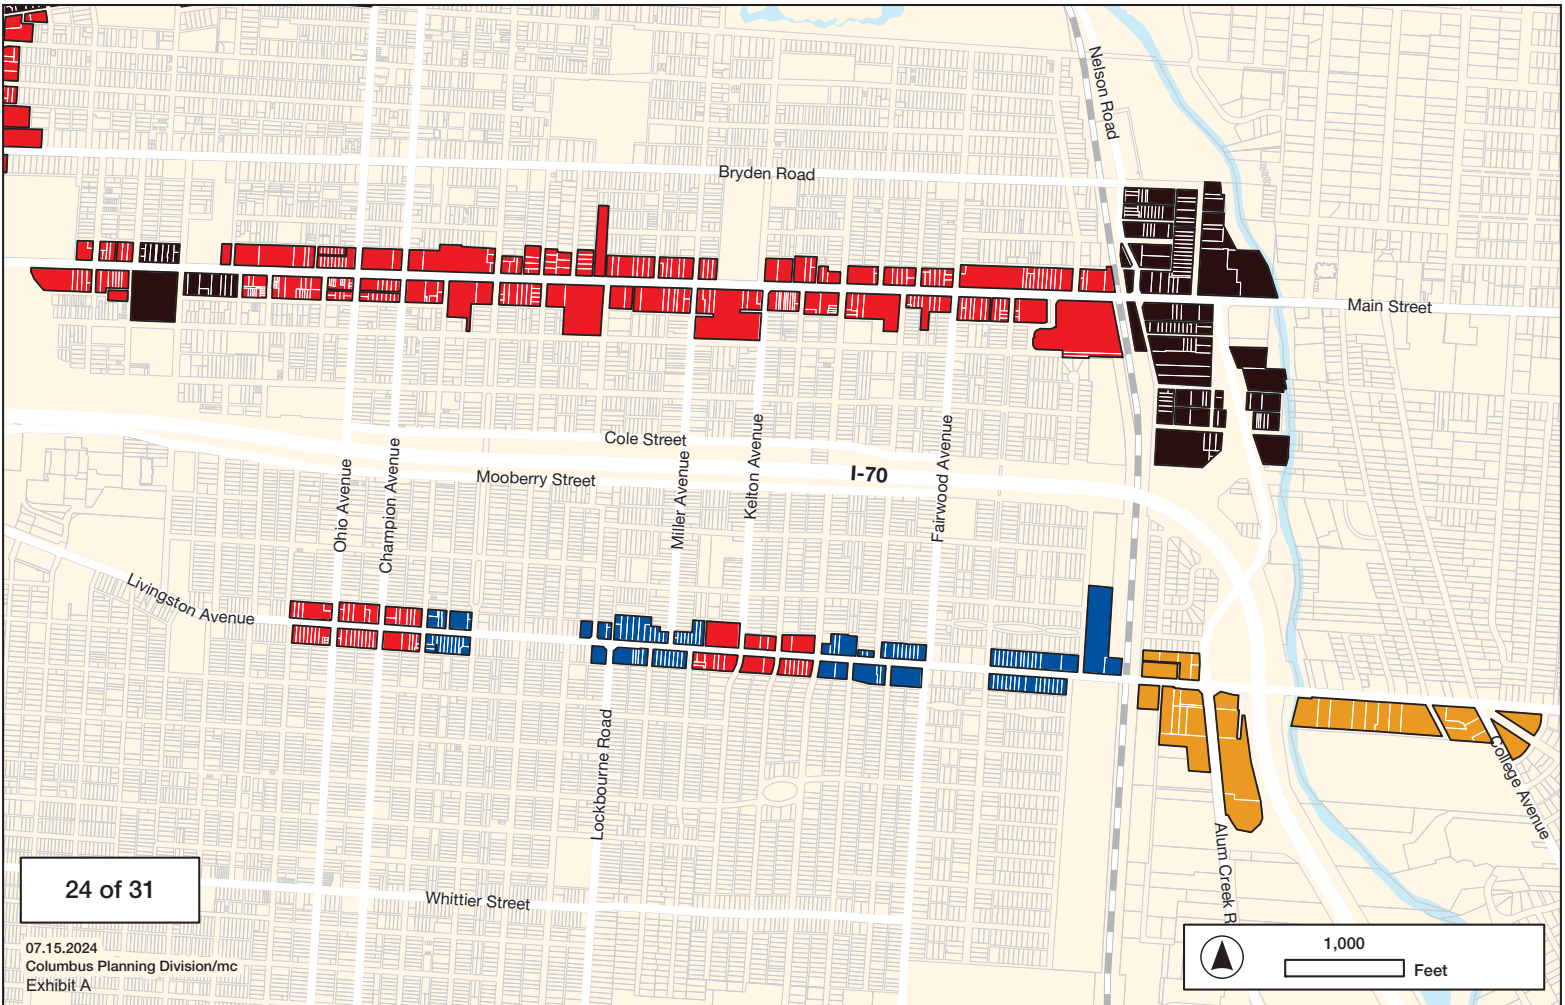 Nelson Road
Bryden Road
Main Street
Cole Street
Mooberry Street
I-70
Ohio Avenue
Champion Avenue
Miller Avenue
Kelton Avenue
Fairwood Avenue
Livingston Avenue
Lockbourne Road
College Avenue
Alum Creek R
Whittier Street
24 of 31
07.15.2024
Columbus Planning Division/mc
Exhibit A
1,000
Feet